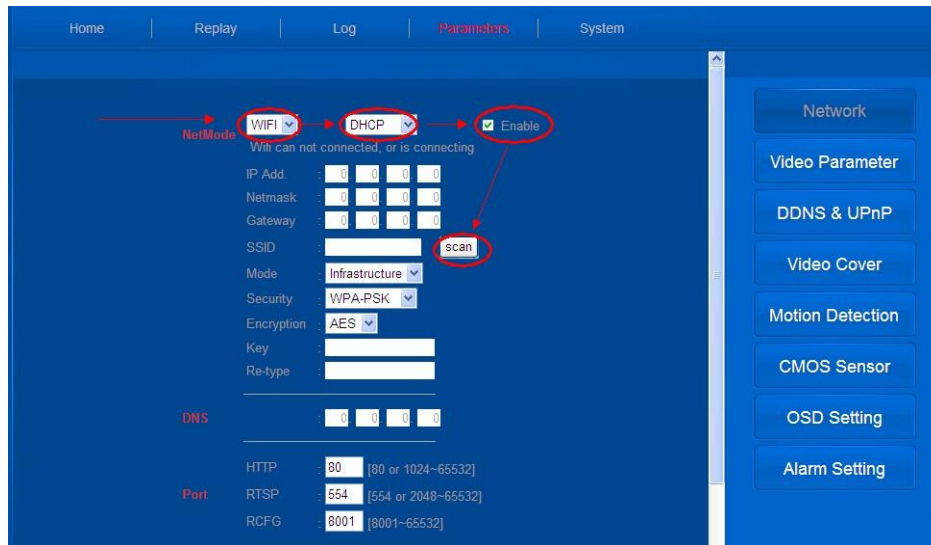 Home | Replay | Log | Parameters | System
NetMode WIFI DHCP Enable
Wifi can not connected, or is connecting
IP Add. : 0. 0. 0. 0
Netmask : 0. 0. 0. 0
Gateway : 0. 0. 0. 0
SSID : scan
Mode : Infrastructure
Security : WPA-PSK
Encryption : AES
Key :
Re-type :
DNS : 0. 0. 0. 0
HTTP : 80 [80 or 1024~65532]
Port RTSP : 554 [554 or 2048~65532]
RCFG : 8001 [8001~65532]
Network
Video Parameter
DDNS & UPnP
Video Cover
Motion Detection
CMOS Sensor
OSD Setting
Alarm Setting